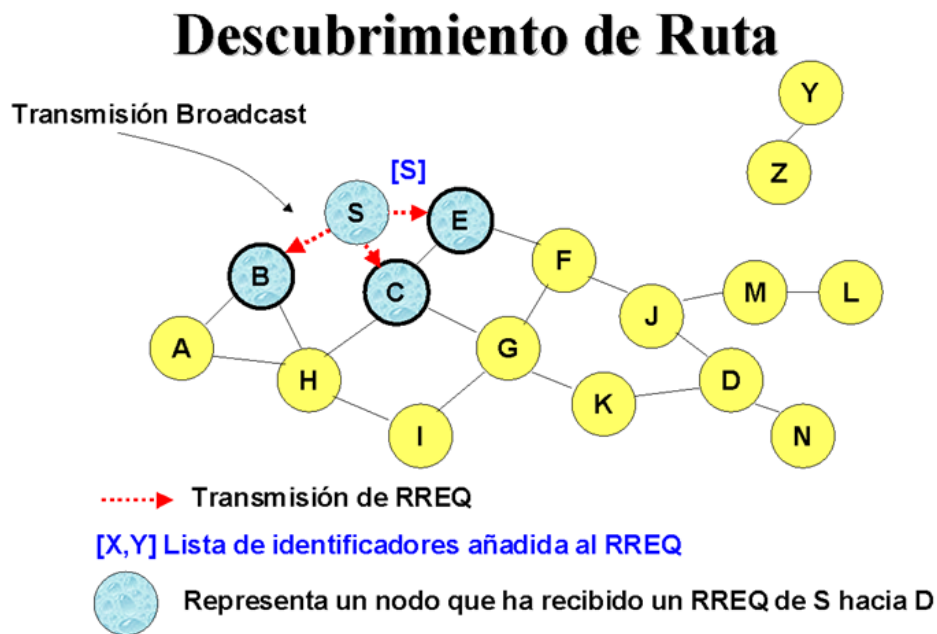 Descubrimiento de Ruta
Transmisión Broadcast
Y
Z
[S]
S
E
B
C
F
M
L
J
A
G
H
D
K
I
N
Transmisión de RREQ
[X,Y] Lista de identificadores añadida al RREQ
Representa un nodo que ha recibido un RREQ de S hacia D